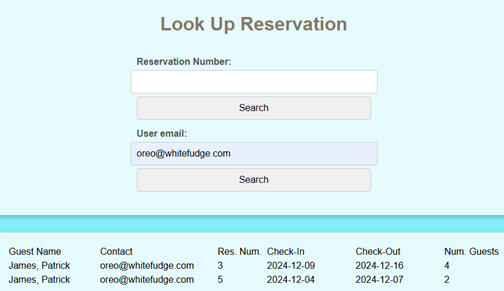 Look Up Reservation
Reservation Number:
Search
User email:
oreo@whitefudge.com
Search
Guest Name Contact Res. Num. Check-In Check-Out Num. Guests
James, Patrick oreo@whitefudge.com 3 2024-12-09 2024-12-16 4
James, Patrick oreo@whitefudge.com 5 2024-12-04 2024-12-07 2